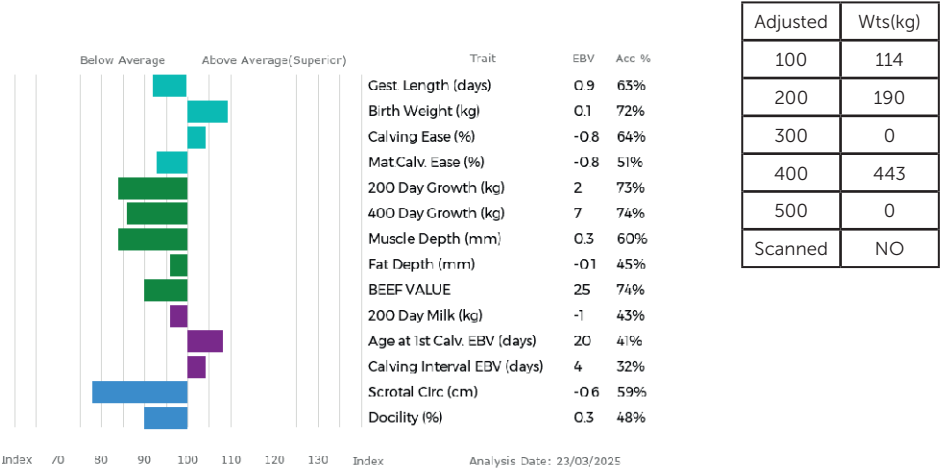 Below Average Above Average(Superior) Trait EBV Acc %
Gest. Length (days) 0.9 63%
Birth Weight (kg) 0.1 72%
Calving Ease (%) -0.8 64%
Mat.Calv. Ease (%) -0.8 51%
200 Day Growth (kg) 2 73%
400 Day Growth (kg) 7 74%
Muscle Depth (mm) 0.3 60%
Fat Depth (mm) -0.1 45%
BEEF VALUE 25 74%
200 Day Milk (kg) -1 43%
Age at 1st Calv. EBV (days) 20 41%
Calving Interval EBV (days) 4 32%
Scrotal Circ (cm) -0.6 59%
Docility (%) 0.3 48%
Index 70 80 90 100 110 120 130 Index Analysis Date: 23/03/2025
Adjusted Wts(kg)
100 114
200 190
300 0
400 443
500 0
Scanned NO